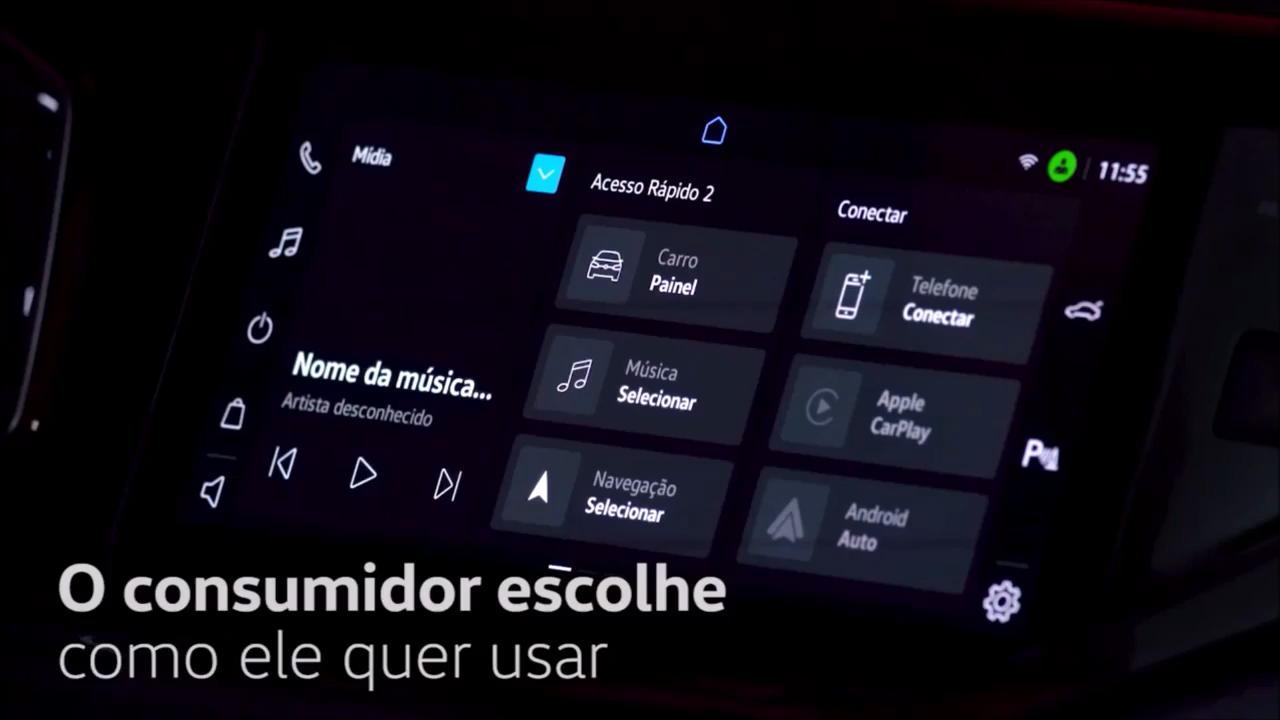 Mídia
Acesso Rápido 2
Conectar
11:55
Carro
Painel
Telefone
Conectar
Música
Selecionar
Apple
CarPlay
Navegação
Selecionar
Android
Auto
Nome da música...
Artista desconhecido
P
O consumidor escolhe
como ele quer usar